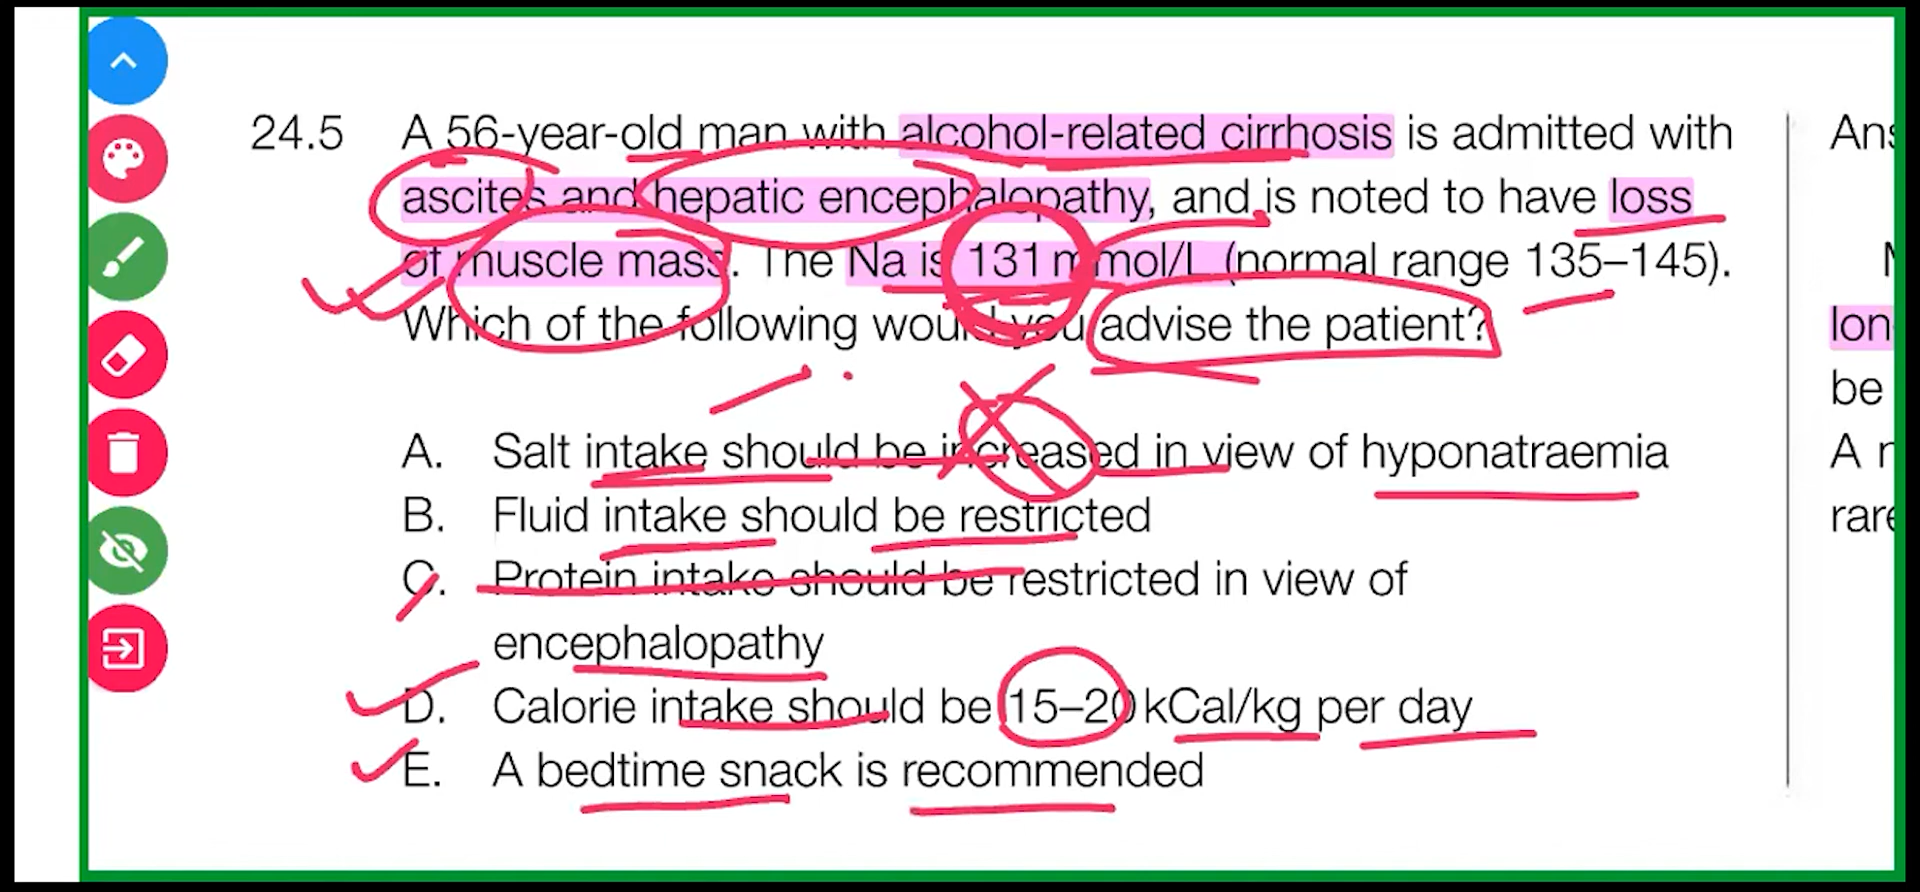 24.5 A 56-year-old man with alcohol-related cirrhosis is admitted with
ascites and hepatic encephalopathy, and is noted to have loss
of muscle mass. The Na is 131 mmol/L (normal range 135–145).
Which of the following would you advise the patient?
A. Salt intake should be increased in view of hyponatraemia
B. Fluid intake should be restricted
C. Protein intake should be restricted in view of
encephalopathy
D. Calorie intake should be 15–20 kCal/kg per day
E. A bedtime snack is recommended
be
A